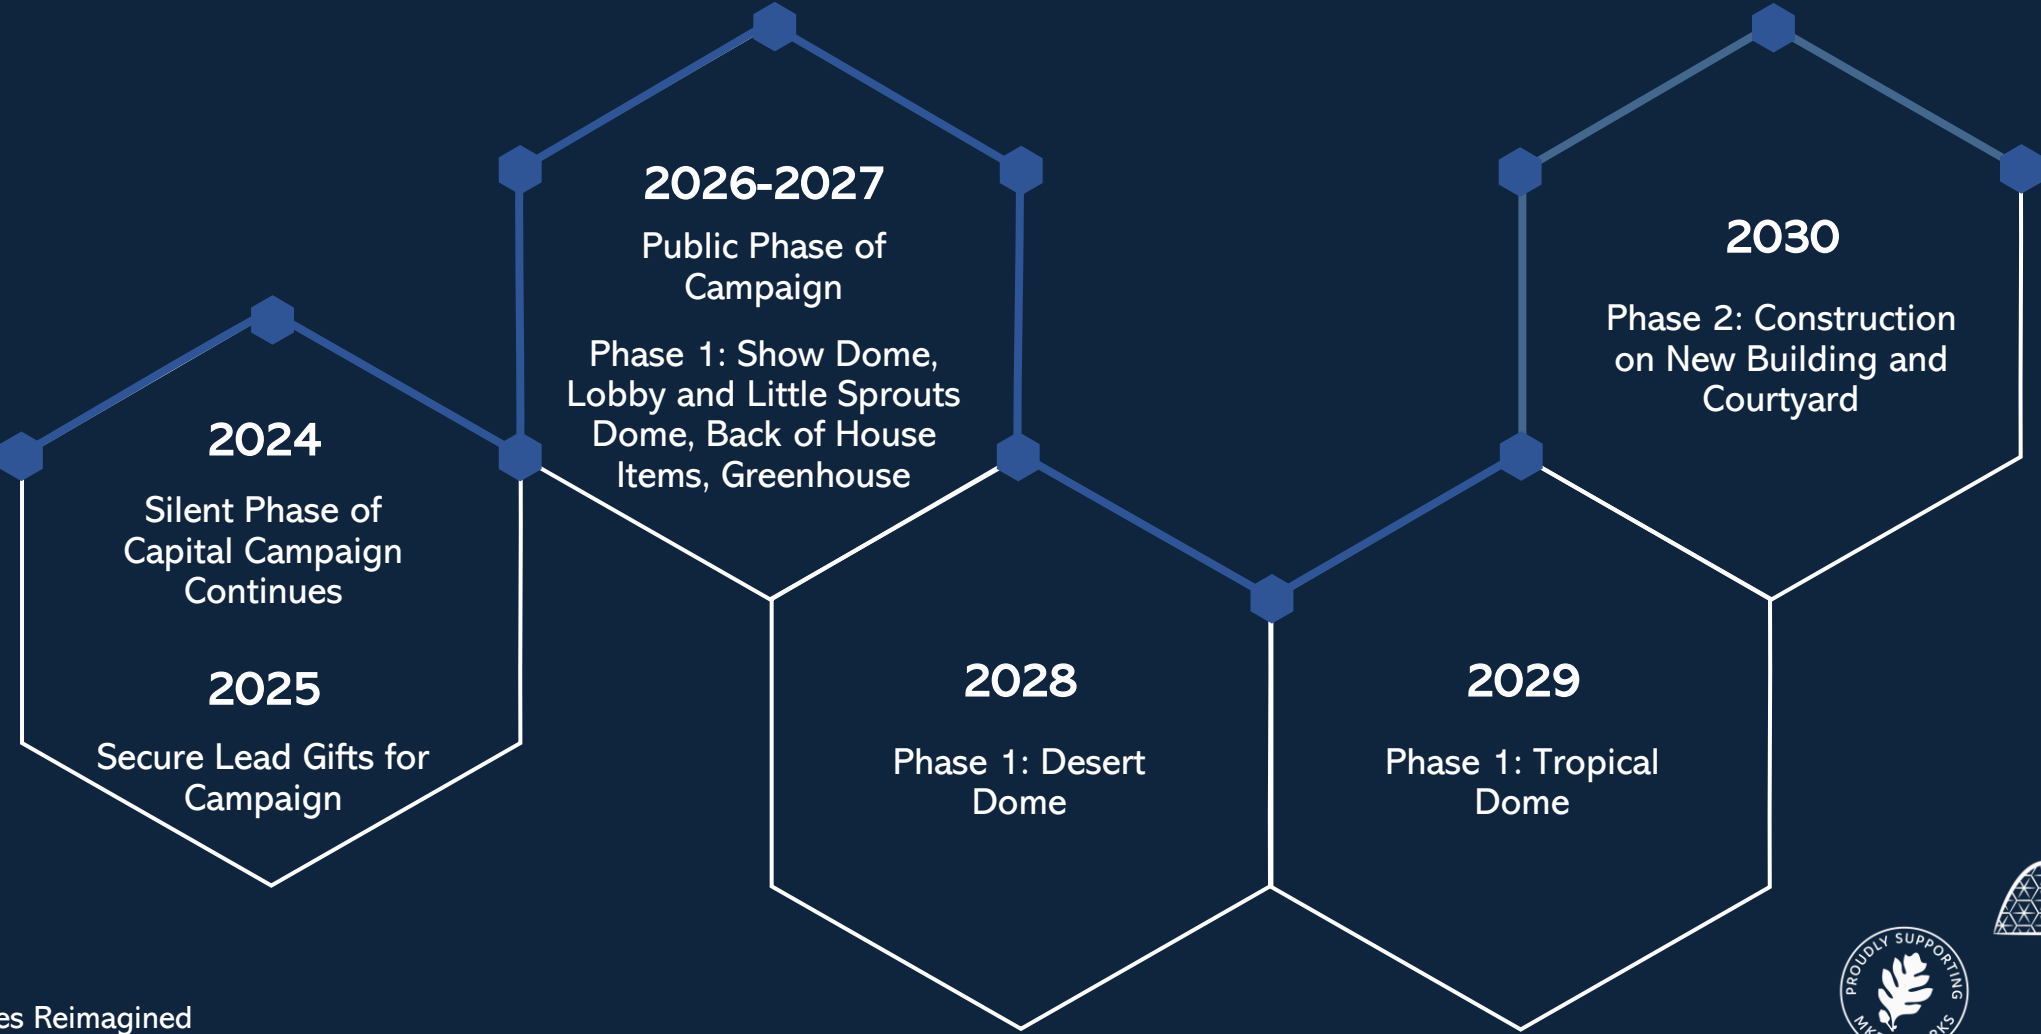 2024
Silent Phase of
Capital Campaign
Continues
2025
Secure Lead Gifts for
Campaign
2026-2027
Public Phase of
Campaign
Phase 1: Show Dome,
Lobby and Little Sprouts
Dome, Back of House
Items, Greenhouse
2028
Phase 1: Desert
Dome
2029
Phase 1: Tropical
Dome
2030
Phase 2: Construction
on New Building and
Courtyard
Reimagined
PROUDLY SUPPORTING